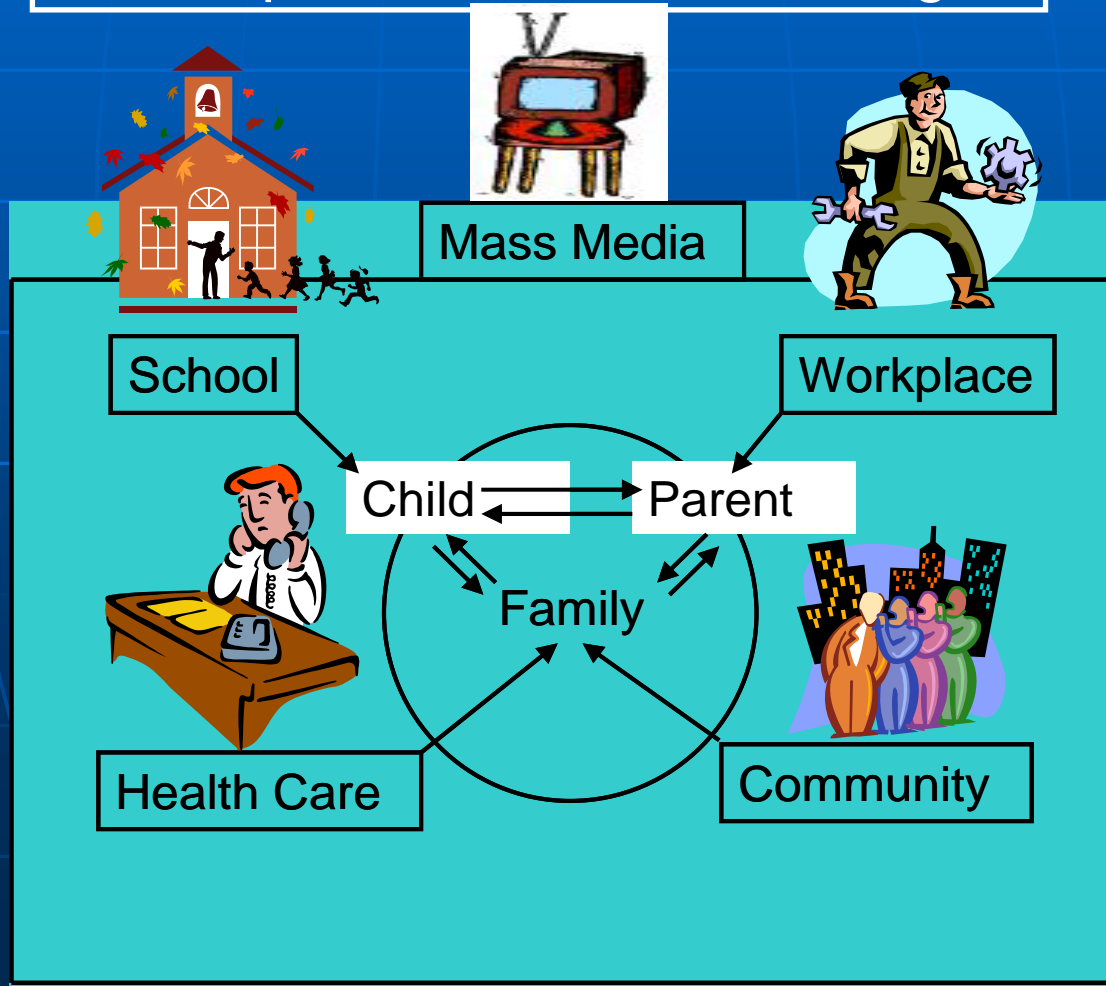 Mass Media
School
Workplace
Child
Parent
Family
Health Care
Community